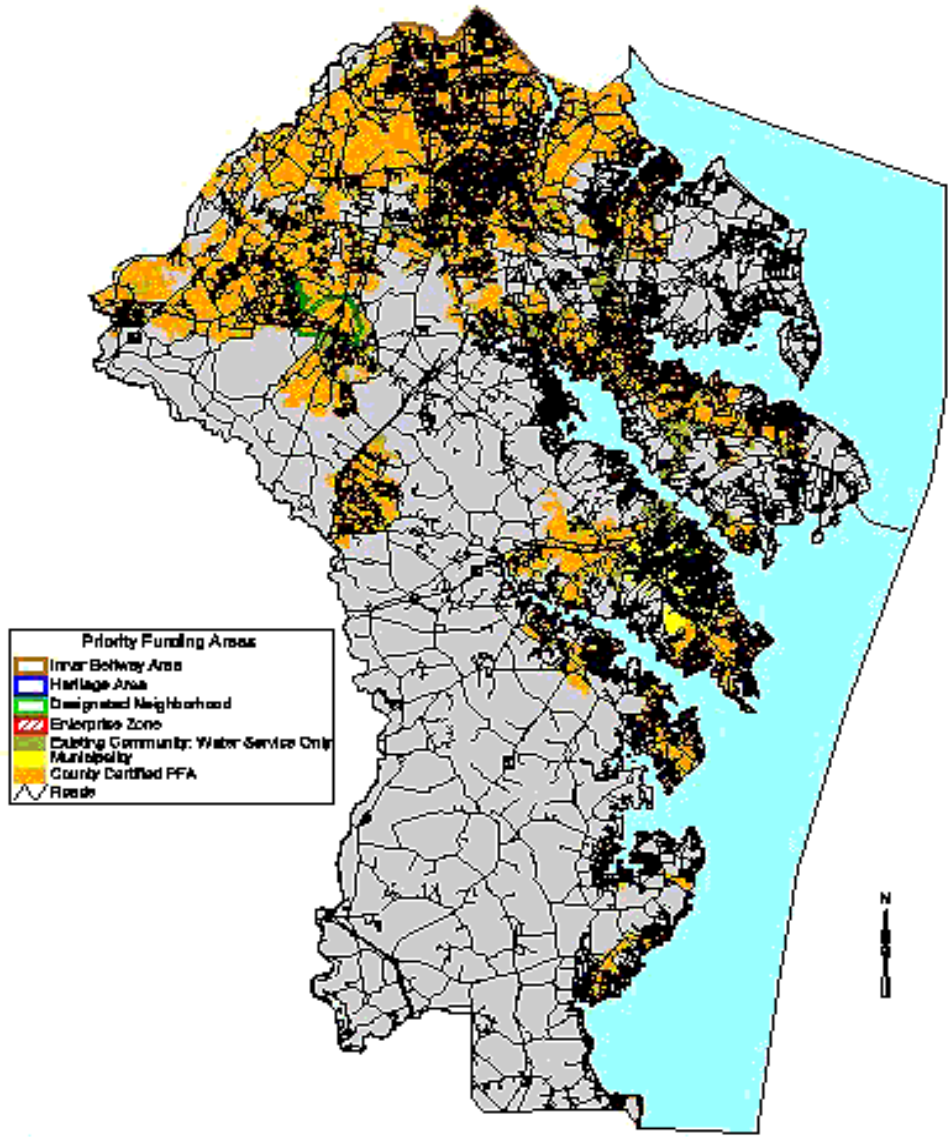 Priority Funding Areas
Inner Beltway Area
Heritage Area
Designated Neighborhood
Enterprise Zone
Existing Community: Water Service Only
Municipality
County Certified PFA
Roads
N